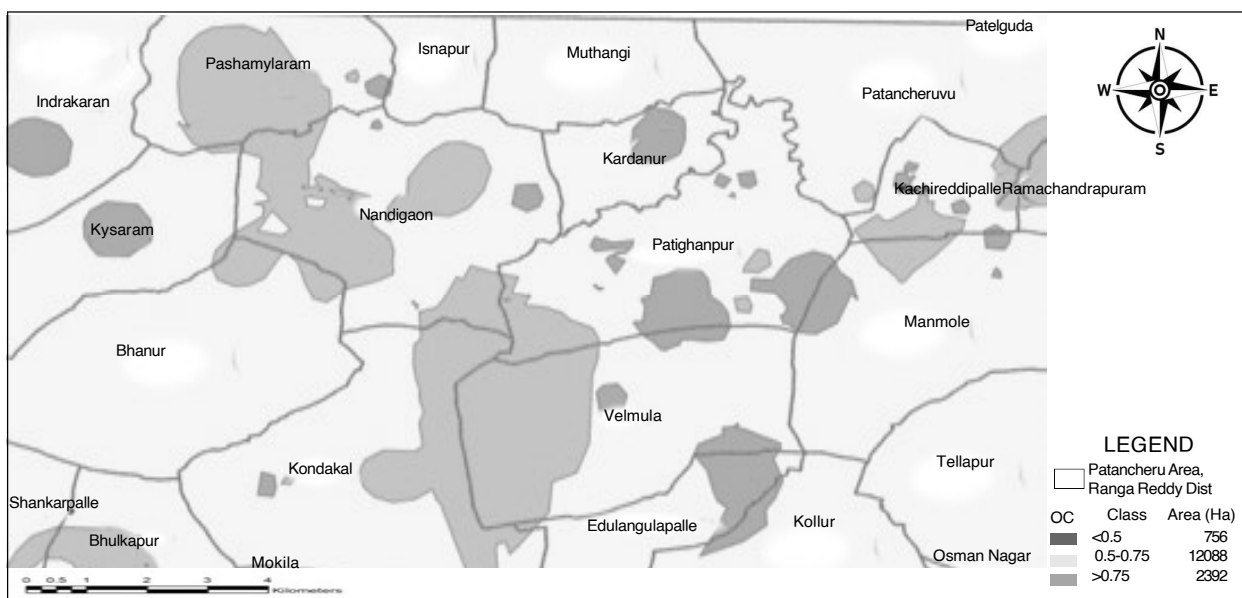 Patelguda
Isnapur
Muthangi
Pashamylaram
N
W E
S
Indrakaran
Patancheruvu
Kardanur
KachireddipalleRamachandrapuram
Nandigaon
Kysaram
Patighanpur
Manmole
Bhanur
Velmula
Kondakal
Tellapur
Shankarpalle
Edulangulapalle
Kollur
Bhulkapur
Mokila
Osman Nagar
0 0.5 1 2 3 4
Kilometers
LEGEND
Patancheru Area,
Ranga Reddy Dist
OC Class Area (Ha)
<0.5 756
0.5-0.75 12088
>0.75 2392